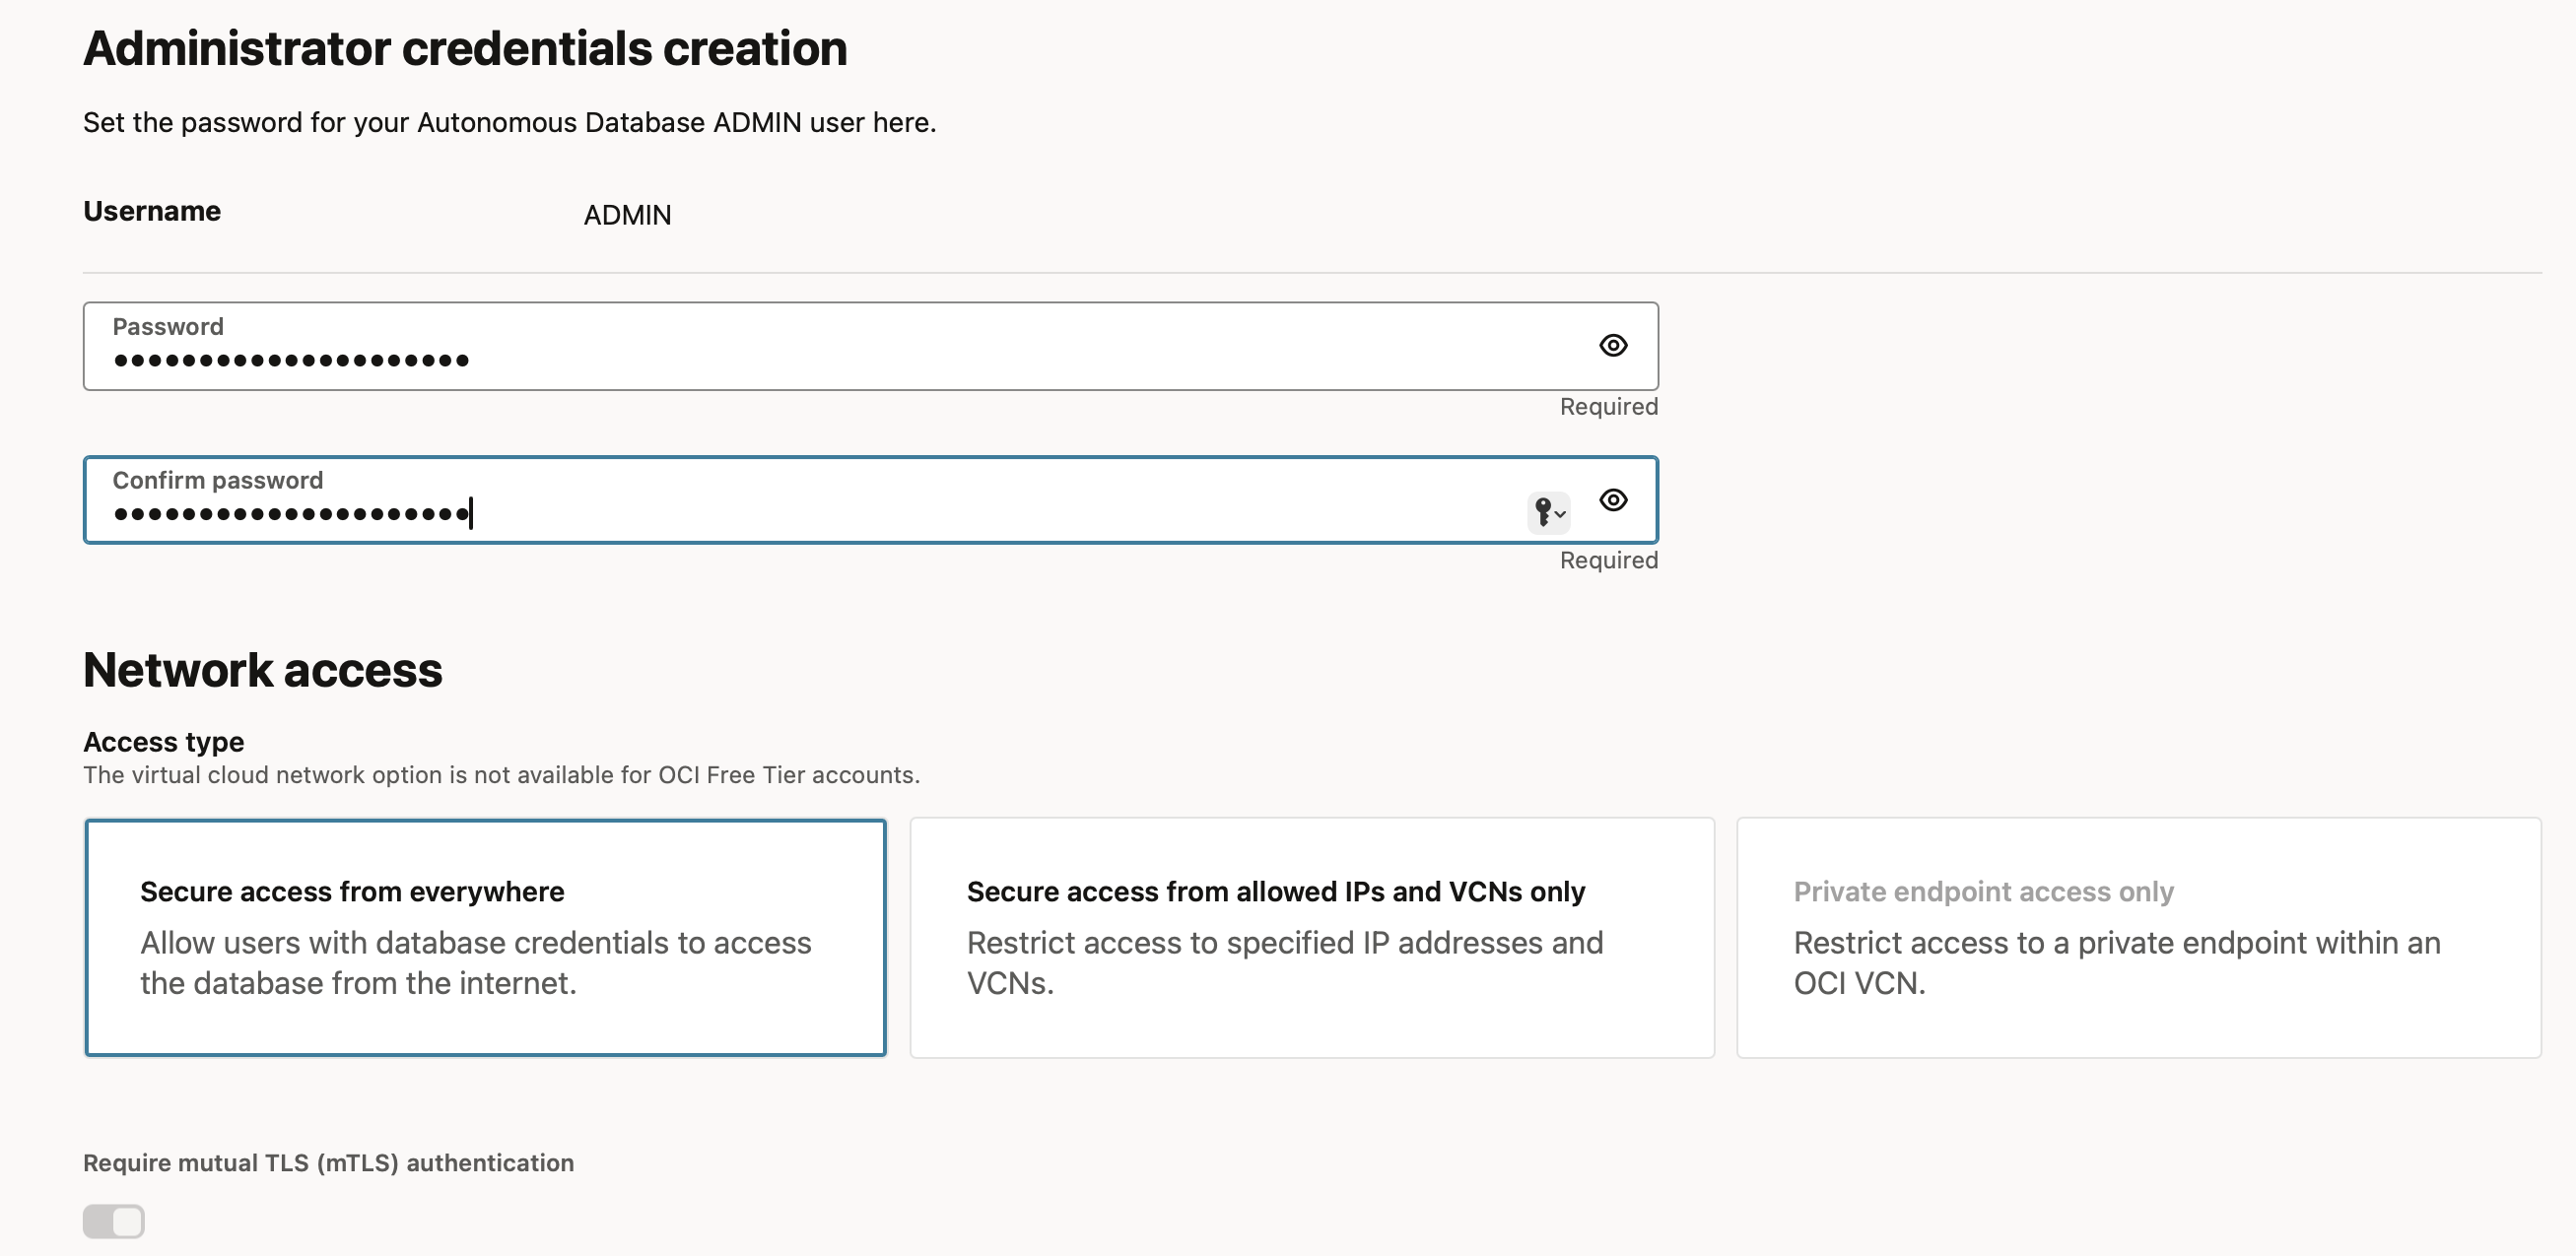 Administrator credentials creation
Set the password for your Autonomous Database ADMIN user here.
Username
ADMIN
Password
•••••••••••••••••••••
Required
Confirm password
•••••••••••••••••••••
Required
Network access
Access type
The virtual cloud network option is not available for OCI Free Tier accounts.
Secure access from everywhere
Allow users with database credentials to access
the database from the internet.
Secure access from allowed IPs and VCNs only
Restrict access to specified IP addresses and
VCNs.
Private endpoint access only
Restrict access to a private endpoint within an
OCI VCN.
Require mutual TLS (mTLS) authentication